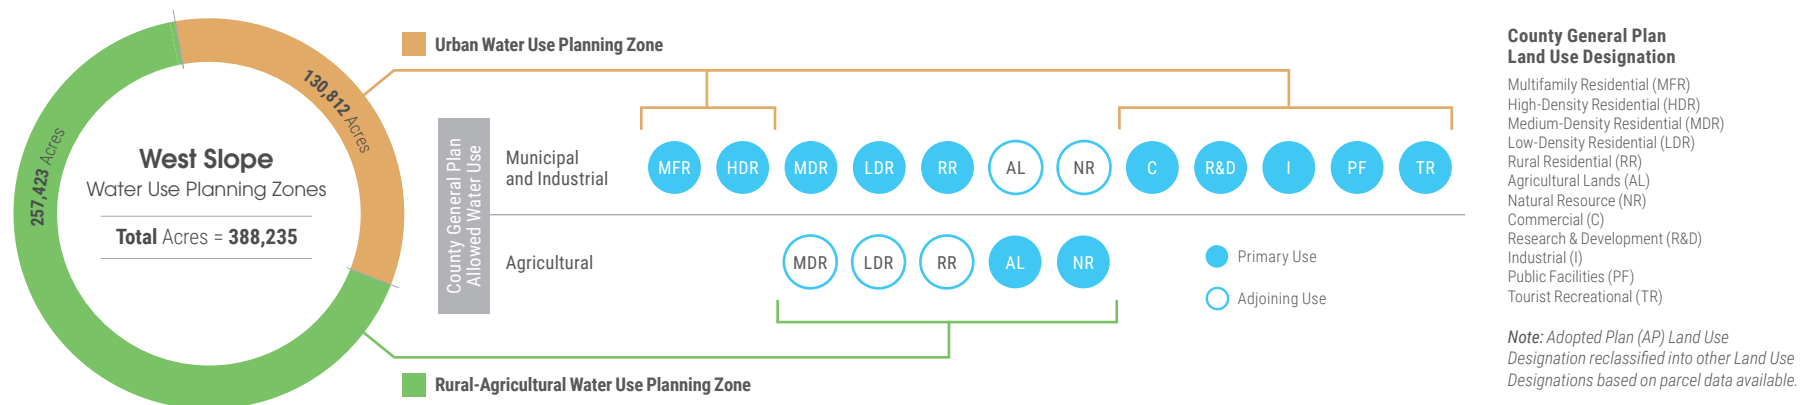 257,423 Acres
130,812 Acres
West Slope
Water Use Planning Zones
Total Acres = 388,235
Urban Water Use Planning Zone
County General Plan
Allowed Water Use
Municipal
and Industrial
MFR HDR MDR LDR RR AL NR C R&D I PF TR
Agricultural
MDR LDR RR AL NR
Primary Use
Adjoining Use
Rural-Agricultural Water Use Planning Zone
County General Plan
Land Use Designation
Multifamily Residential (MFR)
High-Density Residential (HDR)
Medium-Density Residential (MDR)
Low-Density Residential (LDR)
Rural Residential (RR)
Agricultural Lands (AL)
Natural Resource (NR)
Commercial (C)
Research & Development (R&D)
Industrial (I)
Public Facilities (PF)
Tourist Recreational (TR)
Note: Adopted Plan (AP) Land Use
Designation reclassified into other Land Use
Designations based on parcel data available.